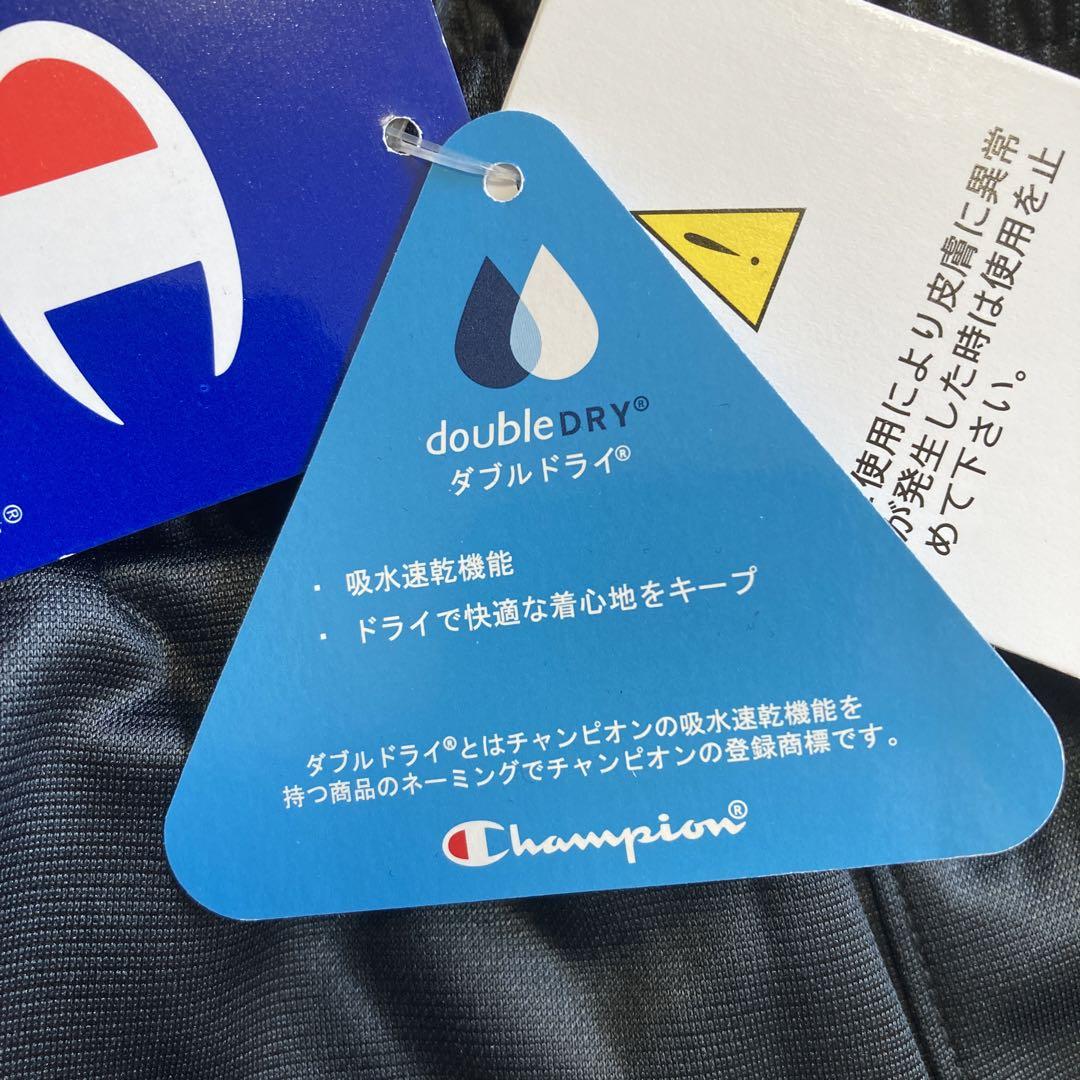 doubleDRY®
ダブルドライ®
・吸水速乾機能
・ドライで快適な着心地をキープ
ダブルドライ®とはチャンピオンの吸水速乾機能を
持つ商品のネーミングでチャンピオンの登録商標です。
Champion®
使用により皮膚に異常
が発生した時は使用を止
めて下さい。
®